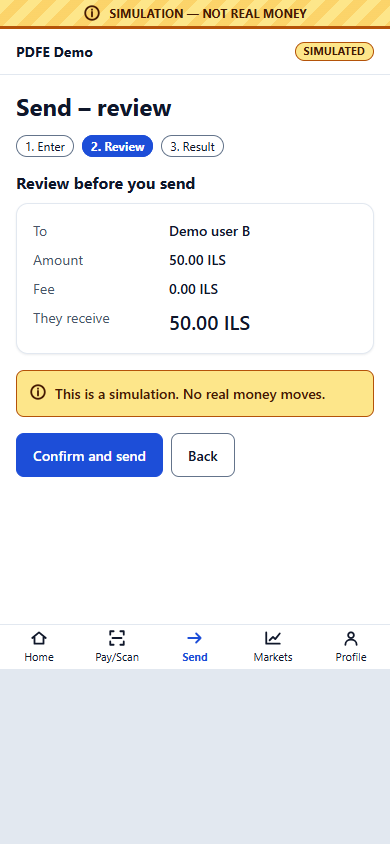 SIMULATION — NOT REAL MONEY
PDFE Demo
SIMULATED
Send – review
1. Enter
2. Review
3. Result
Review before you send
To
Demo user B
Amount
50.00 ILS
Fee
0.00 ILS
They receive
50.00 ILS
This is a simulation. No real money moves.
Confirm and send
Back
Home
Pay/Scan
Send
Markets
Profile